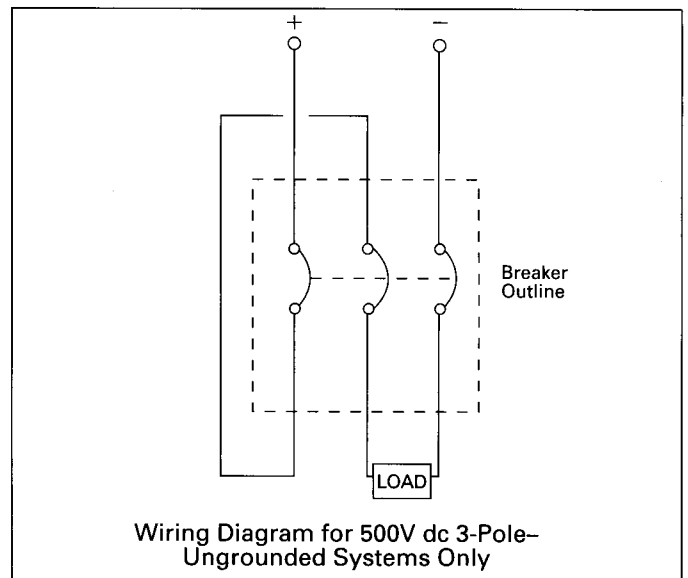 + −
Breaker
Outline
LOAD
Wiring Diagram for 500V dc 3-Pole–
Ungrounded Systems Only